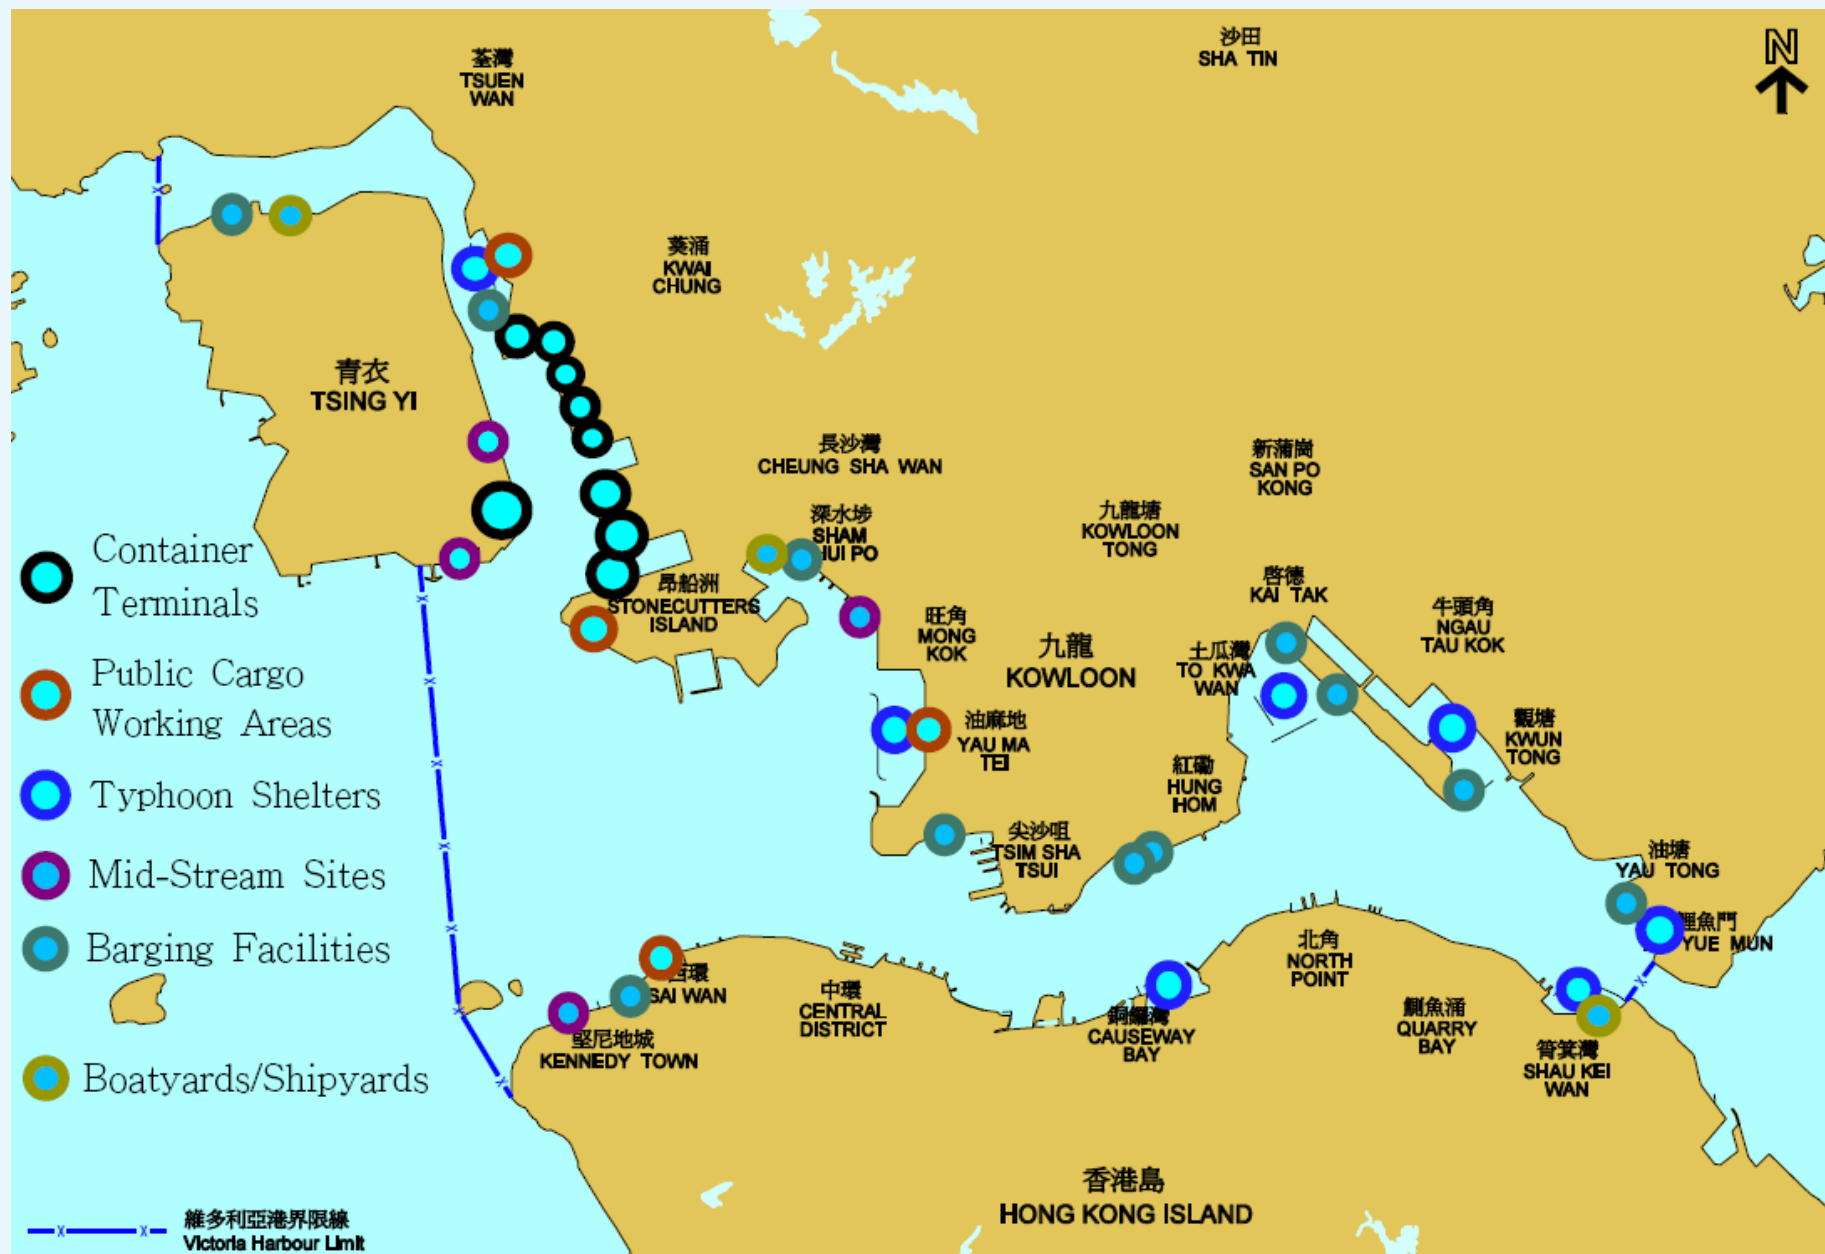 沙田
SHA TIN
N
荃灣
TSUEN
WAN
葵涌
KWAI
CHUNG
青衣
TSING YI
長沙灣
CHEUNG SHA WAN
新蒲崗
SAN PO
KONG
深水埗
SHAM
HUI PO
九龍塘
KOWLOON
TONG
Container
Terminals
昂船洲
STONECUTTERS
ISLAND
啓德
KAI TAK
牛頭角
NGAU
TAU KOK
旺角
MONG
KOK
九龍
KOWLOON
土瓜灣
TO KWA
WAN
Public Cargo
Working Areas
油麻地
YAU MA
TEI
觀塘
KWUN
TONG
紅磡
HUNG
HOM
Typhoon Shelters
尖沙咀
TSIM SHA
TSUI
油塘
YAU TONG
Mid-Stream Sites
鯉魚門
YUE MUN
Barging Facilities
北角
NORTH
POINT
西環
SAI WAN
中環
CENTRAL
DISTRICT
銅鑼灣
CAUSEWAY
BAY
鰂魚涌
QUARRY
BAY
堅尼地城
KENNEDY TOWN
筲箕灣
SHAU KEI
WAN
Boatyards/Shipyards
香港島
HONG KONG ISLAND
維多利亞港界限線
Victoria Harbour Limit